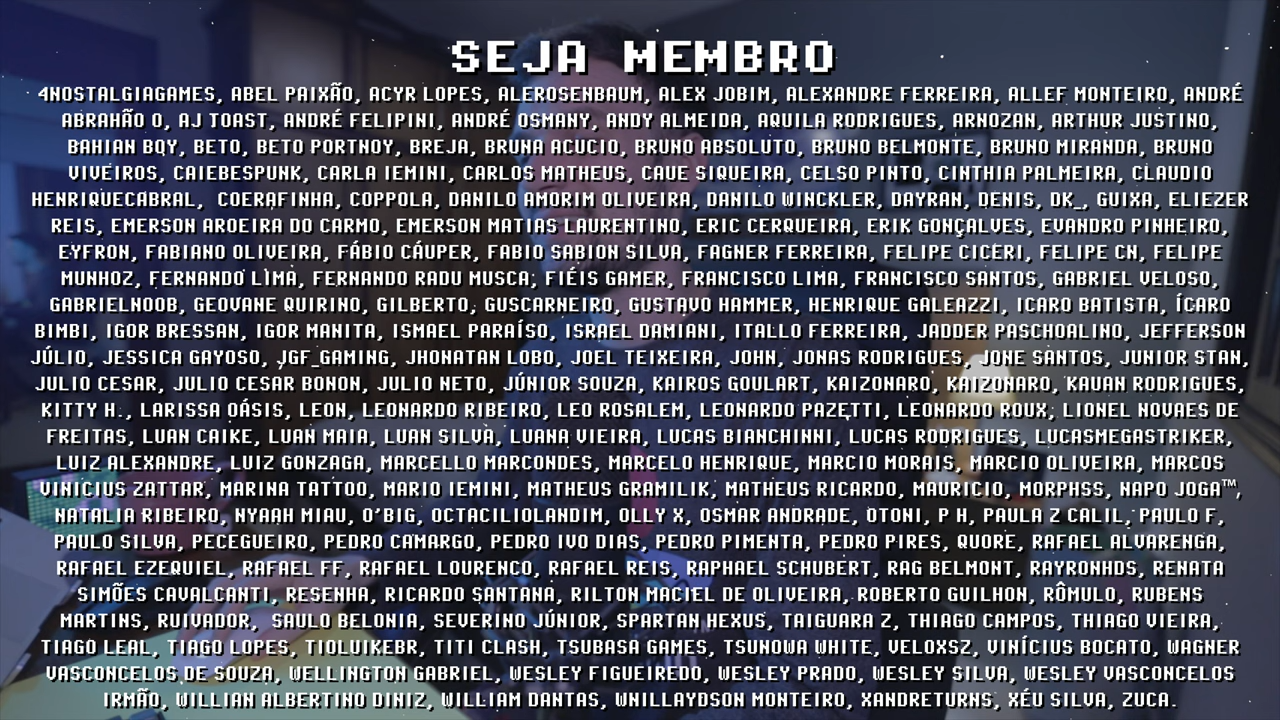 SEJA MEMBRO
4NOSTALGIAGAMES, ABEL PAIXÃO, ACYR LOPES, ALEROSENBAUM, ALEX JOBIM, ALEXANDRE FERREIRA, ALLEF MONTEIRO, ANDRÉ
ABRAHÃO O, AJ TOAST, ANDRÉ FELIPINI, ANDRÉ OSMANY, ANDY ALMEIDA, AQUILA RODRIGUES, ARNOZAN, ARTHUR JUSTINO,
BAHIAN BQY, BETO, BETO PORTNOY, BREJA, BRUNA ACUCIO, BRUNO ABSOLUTO, BRUNO BELMONTE, BRUNO MIRANDA, BRUNO
VIVEIROS, CAIEBESPUNK, CARLA IEMINI, CARLOS MATHEUS, CAVE SIQUEIRA, CELSO PINTO, CINTHIA PALMEIRA, CLAUDIO
HENRIQUECABRAL, COERAFINHA, COPPOLA, DANILO AMORIM OLIVEIRA, DANILO WINCKLER, DAYRAN, DENIS, DK_, GUIXA, ELIEZER
REIS, EMERSON AROEIRA DO CARMO, EMERSON MATIAS LAURENTINO, ERIC CERQUEIRA, ERIK GONÇALVES, EVANDRO PINHEIRO,
EYFRON, FABIANO OLIVEIRA, FÁBIO CÁUPER, FABIO SABION SILVA, FAGNER FERREIRA, FELIPE CICERI, FELIPE CN, FELIPE
MUNHOZ, FERNANDO LIMA, FERNANDO RADU MUSCA, FIÉIS GAMER, FRANCISCO LIMA, FRANCISCO SANTOS, GABRIEL VELOSO,
GABRIELNOOB, GEOVANE QUIRINO, GILBERTO, GUSCARNEIRO, GUSTAVO HAMMER, HENRIQUE GALEAZZI, ICARO BATISTA, ÍCARO
BIMBI, IGOR BRESSAN, IGOR MANITA, ISMAEL PARAÍSO, ISRAEL DAMIANI, ITALLO FERREIRA, JADDER PASCHOALINO, JEFFERSON
JÚLIO, JESSICA GAYOSO, JGF_GAMING, JHONATAN LOBO, JOEL TEIXEIRA, JOHN, JONAS RODRIGUES, JONE SANTOS, JUNIOR STAN,
JULIO CESAR, JULIO CESAR BONON, JULIO NETO, JÚNIOR SOUZA, KAIROS GOULART, KAIZONARO, KAIZONARO, KAUAN RODRIGUES,
KITTY H., LARISSA OÁSIS, LEON, LEONARDO RIBEIRO, LEO ROSALEM, LEONARDO PAZETTI, LEONARDO ROUX, LIONEL NOVAES DE
FREITAS, LUAN CAIKE, LUAN MAIA, LUAN SILVA, LUANA VIEIRA, LUCAS BIANCHINNI, LUCAS RODRIGUES, LUCASMEGASTRIKER,
LUIZ ALEXANDRE, LUIZ GONZAGA, MARCELLO MARCONDES, MARCELO HENRIQUE, MARCIO MORAIS, MARCIO OLIVEIRA, MARCOS
VINICIUS ZATTAR, MARINA TATTOO, MARIO IEMINI, MATHEUS GRAMILIK, MATHEUS RICARDO, MAURICIO, MORPHSS, NAPO JOGA™,
NATALIA RIBEIRO, NYAAH MIAU, O'BIG, OCTACILIOLANDIM, OLLY X, OSMAR ANDRADE, OTONI, P H, PAULA Z CALIL, PAULO F,
PAULO SILVA, PECEGUEIRO, PEDRO CAMARGO, PEDRO IVO DIAS, PEDRO PIMENTA, PEDRO PIRES, QUORE, RAFAEL ALVARENGA,
RAFAEL EZEQUIEL, RAFAEL FF, RAFAEL LOURENCO, RAFAEL REIS, RAPHAEL SCHUBERT, RAG BELMONT, RAYRONHDS, RENATA
SIMÕES CAVALCANTI, RESENHA, RICARDO SANTANA, RILTON MACIEL DE OLIVEIRA, ROBERTO GUILHON, RÔMULO, RUBENS
MARTINS, RUIVADOR, SAULO BELONIA, SEVERINO JÚNIOR, SPARTAN HEXUS, TAIGUARA Z, THIAGO CAMPOS, THIAGO VIEIRA,
TIAGO LEAL, TIAGO LOPES, TIOLUIKEBR, TITI CLASH, TSUBASA GAMES, TSUNOWA WHITE, VELOXSZ, VINÍCIUS BOCATO, WAGNER
VASCONCELOS DE SOUZA, WELLINGTON GABRIEL, WESLEY FIGUEIREDO, WESLEY PRADO, WESLEY SILVA, WESLEY VASCONCELOS
IRMÃO, WILLIAN ALBERTINO DINIZ, WILLIAM DANTAS, WNILLAYDSON MONTEIRO, XANDRETURNS, XÉU SILVA, ZUCA.